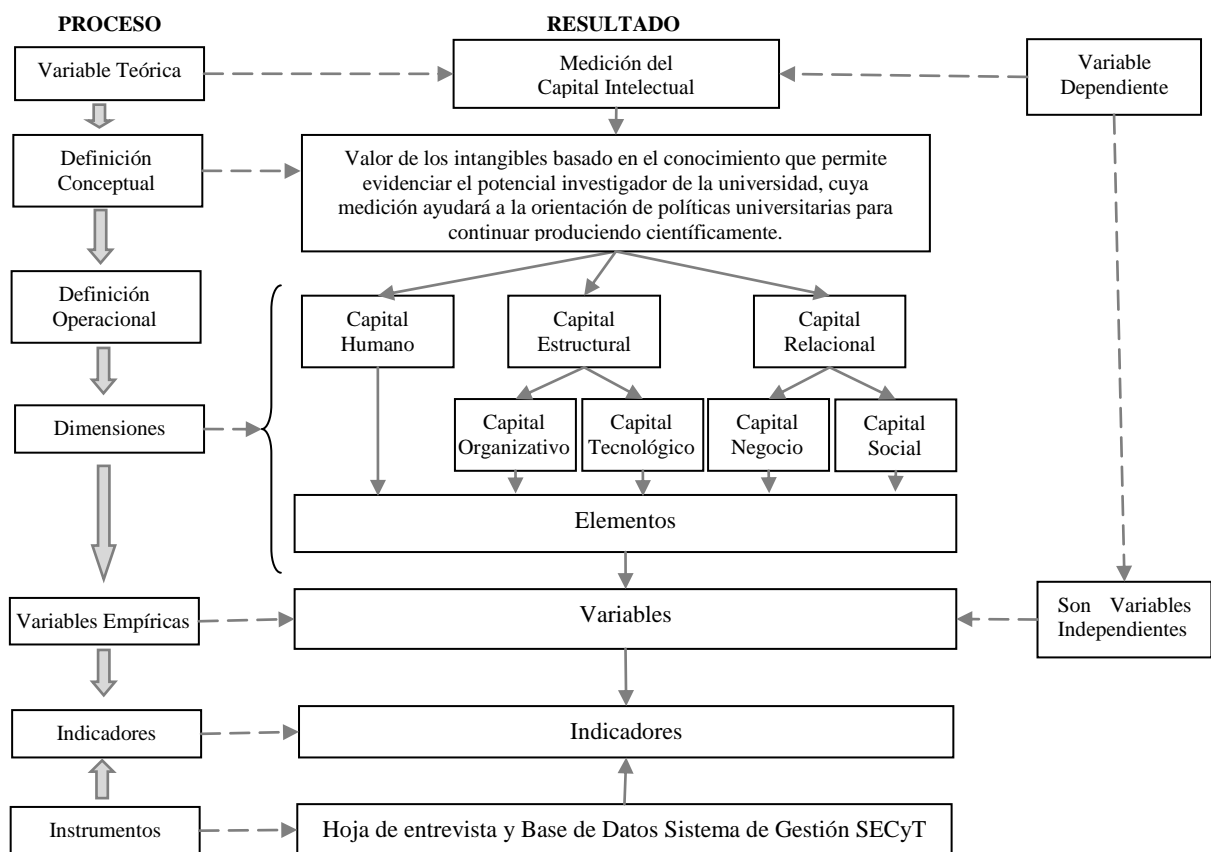 PROCESO
RESULTADO
Variable Teórica
Medición del
Capital Intelectual
Variable
Dependiente
Definición
Conceptual
Valor de los intangibles basado en el conocimiento que permite
evidenciar el potencial investigador de la universidad, cuya
medición ayudará a la orientación de políticas universitarias para
continuar produciendo científicamente.
Definición
Operacional
Capital
Humano
Capital
Estructural
Capital
Relacional
Dimensiones
Capital
Organizativo
Capital
Tecnológico
Capital
Negocio
Capital
Social
Elementos
Variables Empíricas
Variables
Son Variables
Independientes
Indicadores
Indicadores
Instrumentos
Hoja de entrevista y Base de Datos Sistema de Gestión SECyT